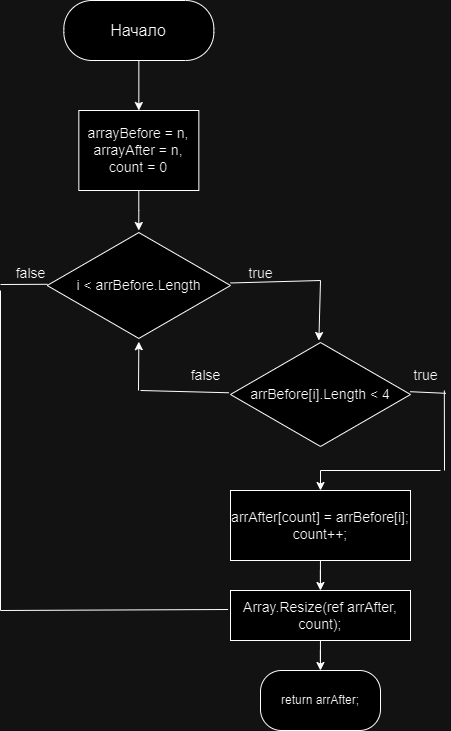 Начало
arrayBefore = n,
arrayAfter = n,
count = 0
false
true
i < arrBefore.Length
false
true
arrBefore[i].Length < 4
arrAfter[count] = arrBefore[i];
count++;
Array.Resize(ref arrAfter,
count);
return arrAfter;